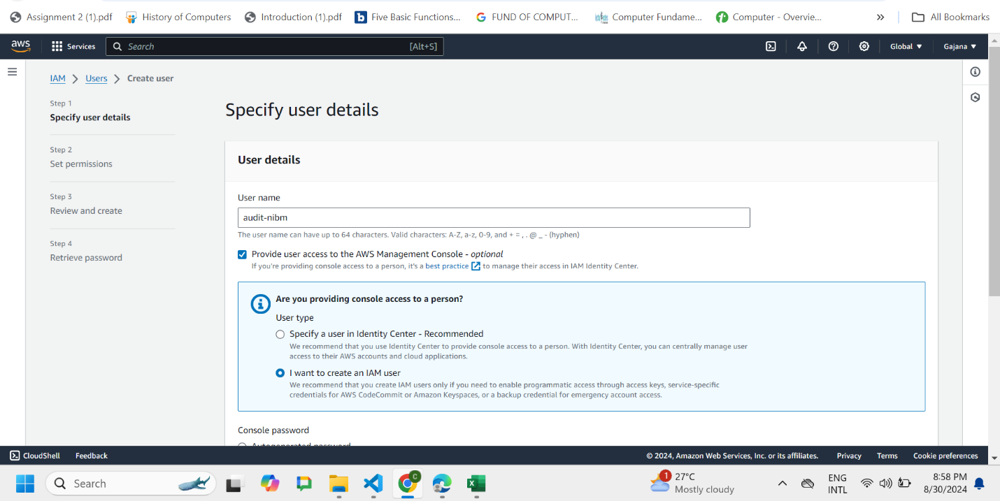 Assignment 2 (1).pdf
History of Computers
Introduction (1).pdf
Five Basic Functions...
FUND OF COMPUT...
Computer Fundame...
Computer - Overvie...
»
All Bookmarks
aws
Services
Search
[Alt+S]
Global
Gajana
IAM
Users
Create user
Step 1
Specify user details
Step 2
Set permissions
Step 3
Review and create
Step 4
Retrieve password
Specify user details
User details
User name
audit-nibm
The user name can have up to 64 characters. Valid characters: A-Z, a-z, 0-9, and + = , . @ _ - (hyphen)
Provide user access to the AWS Management Console - optional
If you're providing console access to a person, it's a best practice to manage their access in IAM Identity Center.
Are you providing console access to a person?
User type
Specify a user in Identity Center - Recommended
We recommend that you use Identity Center to provide console access to a person. With Identity Center, you can centrally manage user
access to their AWS accounts and cloud applications.
I want to create an IAM user
We recommend that you create IAM users only if you need to enable programmatic access through access keys, service-specific
credentials for AWS CodeCommit or Amazon Keyspaces, or a backup credential for emergency account access.
Console password
Autogenerated password
CloudShell
Feedback
© 2024, Amazon Web Services, Inc. or its affiliates.
Privacy
Terms
Cookie preferences
Search
C
1
27°C
Mostly cloudy
ENG
INTL
8:58 PM
8/30/2024